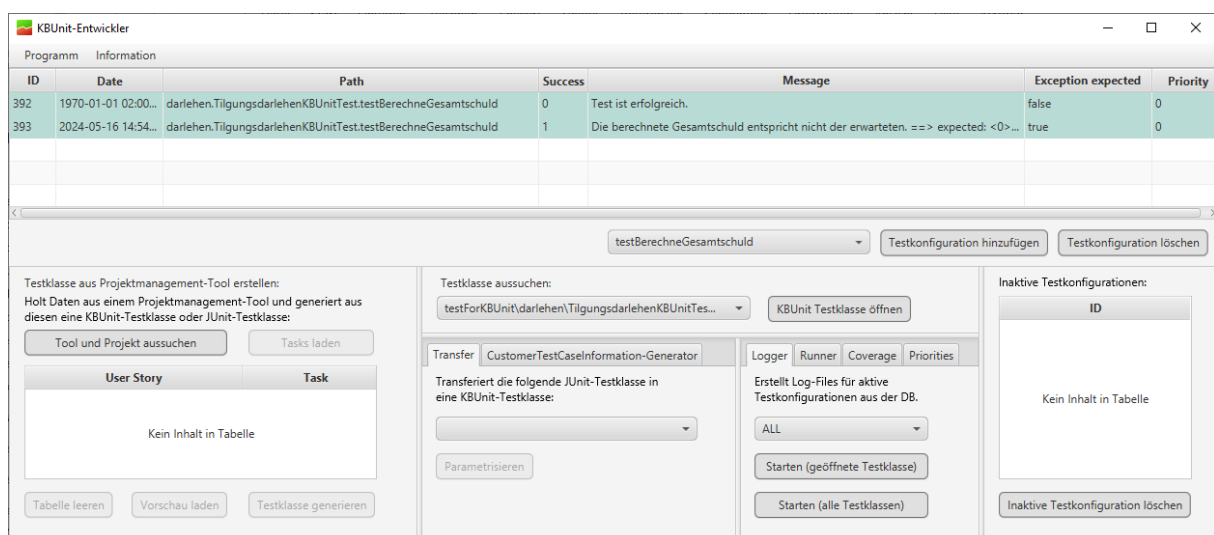 KBUnit-Entwickler
Programm Information
ID Date Path Success Message Exception expected Priority
392 1970-01-01 02:00... darlehen.TilgungsdarlehenKBUnitTest.testBerechneGesamtschuld 0 Test ist erfolgreich. false 0
393 2024-05-16 14:54... darlehen.TilgungsdarlehenKBUnitTest.testBerechneGesamtschuld 1 Die berechnete Gesamtschuld entspricht nicht der erwarteten. ==> expected: <0>... true 0
testBerechneGesamtschuld Testkonfiguration hinzufügen Testkonfiguration löschen
Testklasse aus Projektmanagement-Tool erstellen:
Holt Daten aus einem Projektmanagement-Tool und generiert aus
diesen eine KBUnit-Testklasse oder JUnit-Testklasse:
Tool und Projekt aussuchen Tasks laden
User Story Task
Kein Inhalt in Tabelle
Tabelle leeren Vorschau laden Testklasse generieren
Testklasse aussuchen:
testForKBUnit\darlehen\TilgungsdarlehenKBUnitTes... KBUnit Testklasse öffnen
Transfer CustomerTestCaseInformation-Generator
Transferiert die folgende JUnit-Testklasse in
eine KBUnit-Testklasse:
Parametrisieren
Logger Runner Coverage Priorities
Erstellt Log-Files für aktive
Testkonfigurationen aus der DB.
ALL
Starten (geöffnete Testklasse)
Starten (alle Testklassen)
Inaktive Testkonfigurationen:
ID
Kein Inhalt in Tabelle
Inaktive Testkonfiguration löschen